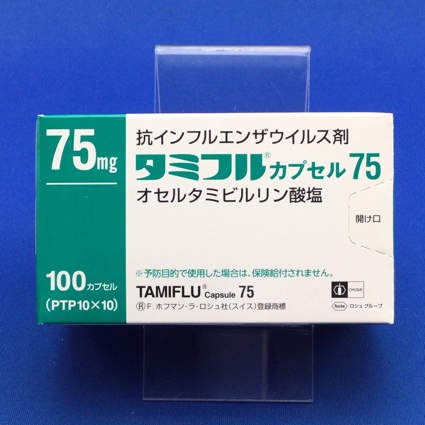 75mg
抗インフルエンザウイルス剤
タミフル®カプセル75
オセルタミビルリン酸塩
開け口
100カプセル
(PTP10×10)
※予防目的で使用した場合は、保険給付されません。
TAMIFLU® Capsule 75
Ⓡ F. ホフマン・ラ・ロシュ社(スイス)登録商標
CHUGAI
Roche ロシュ グループ